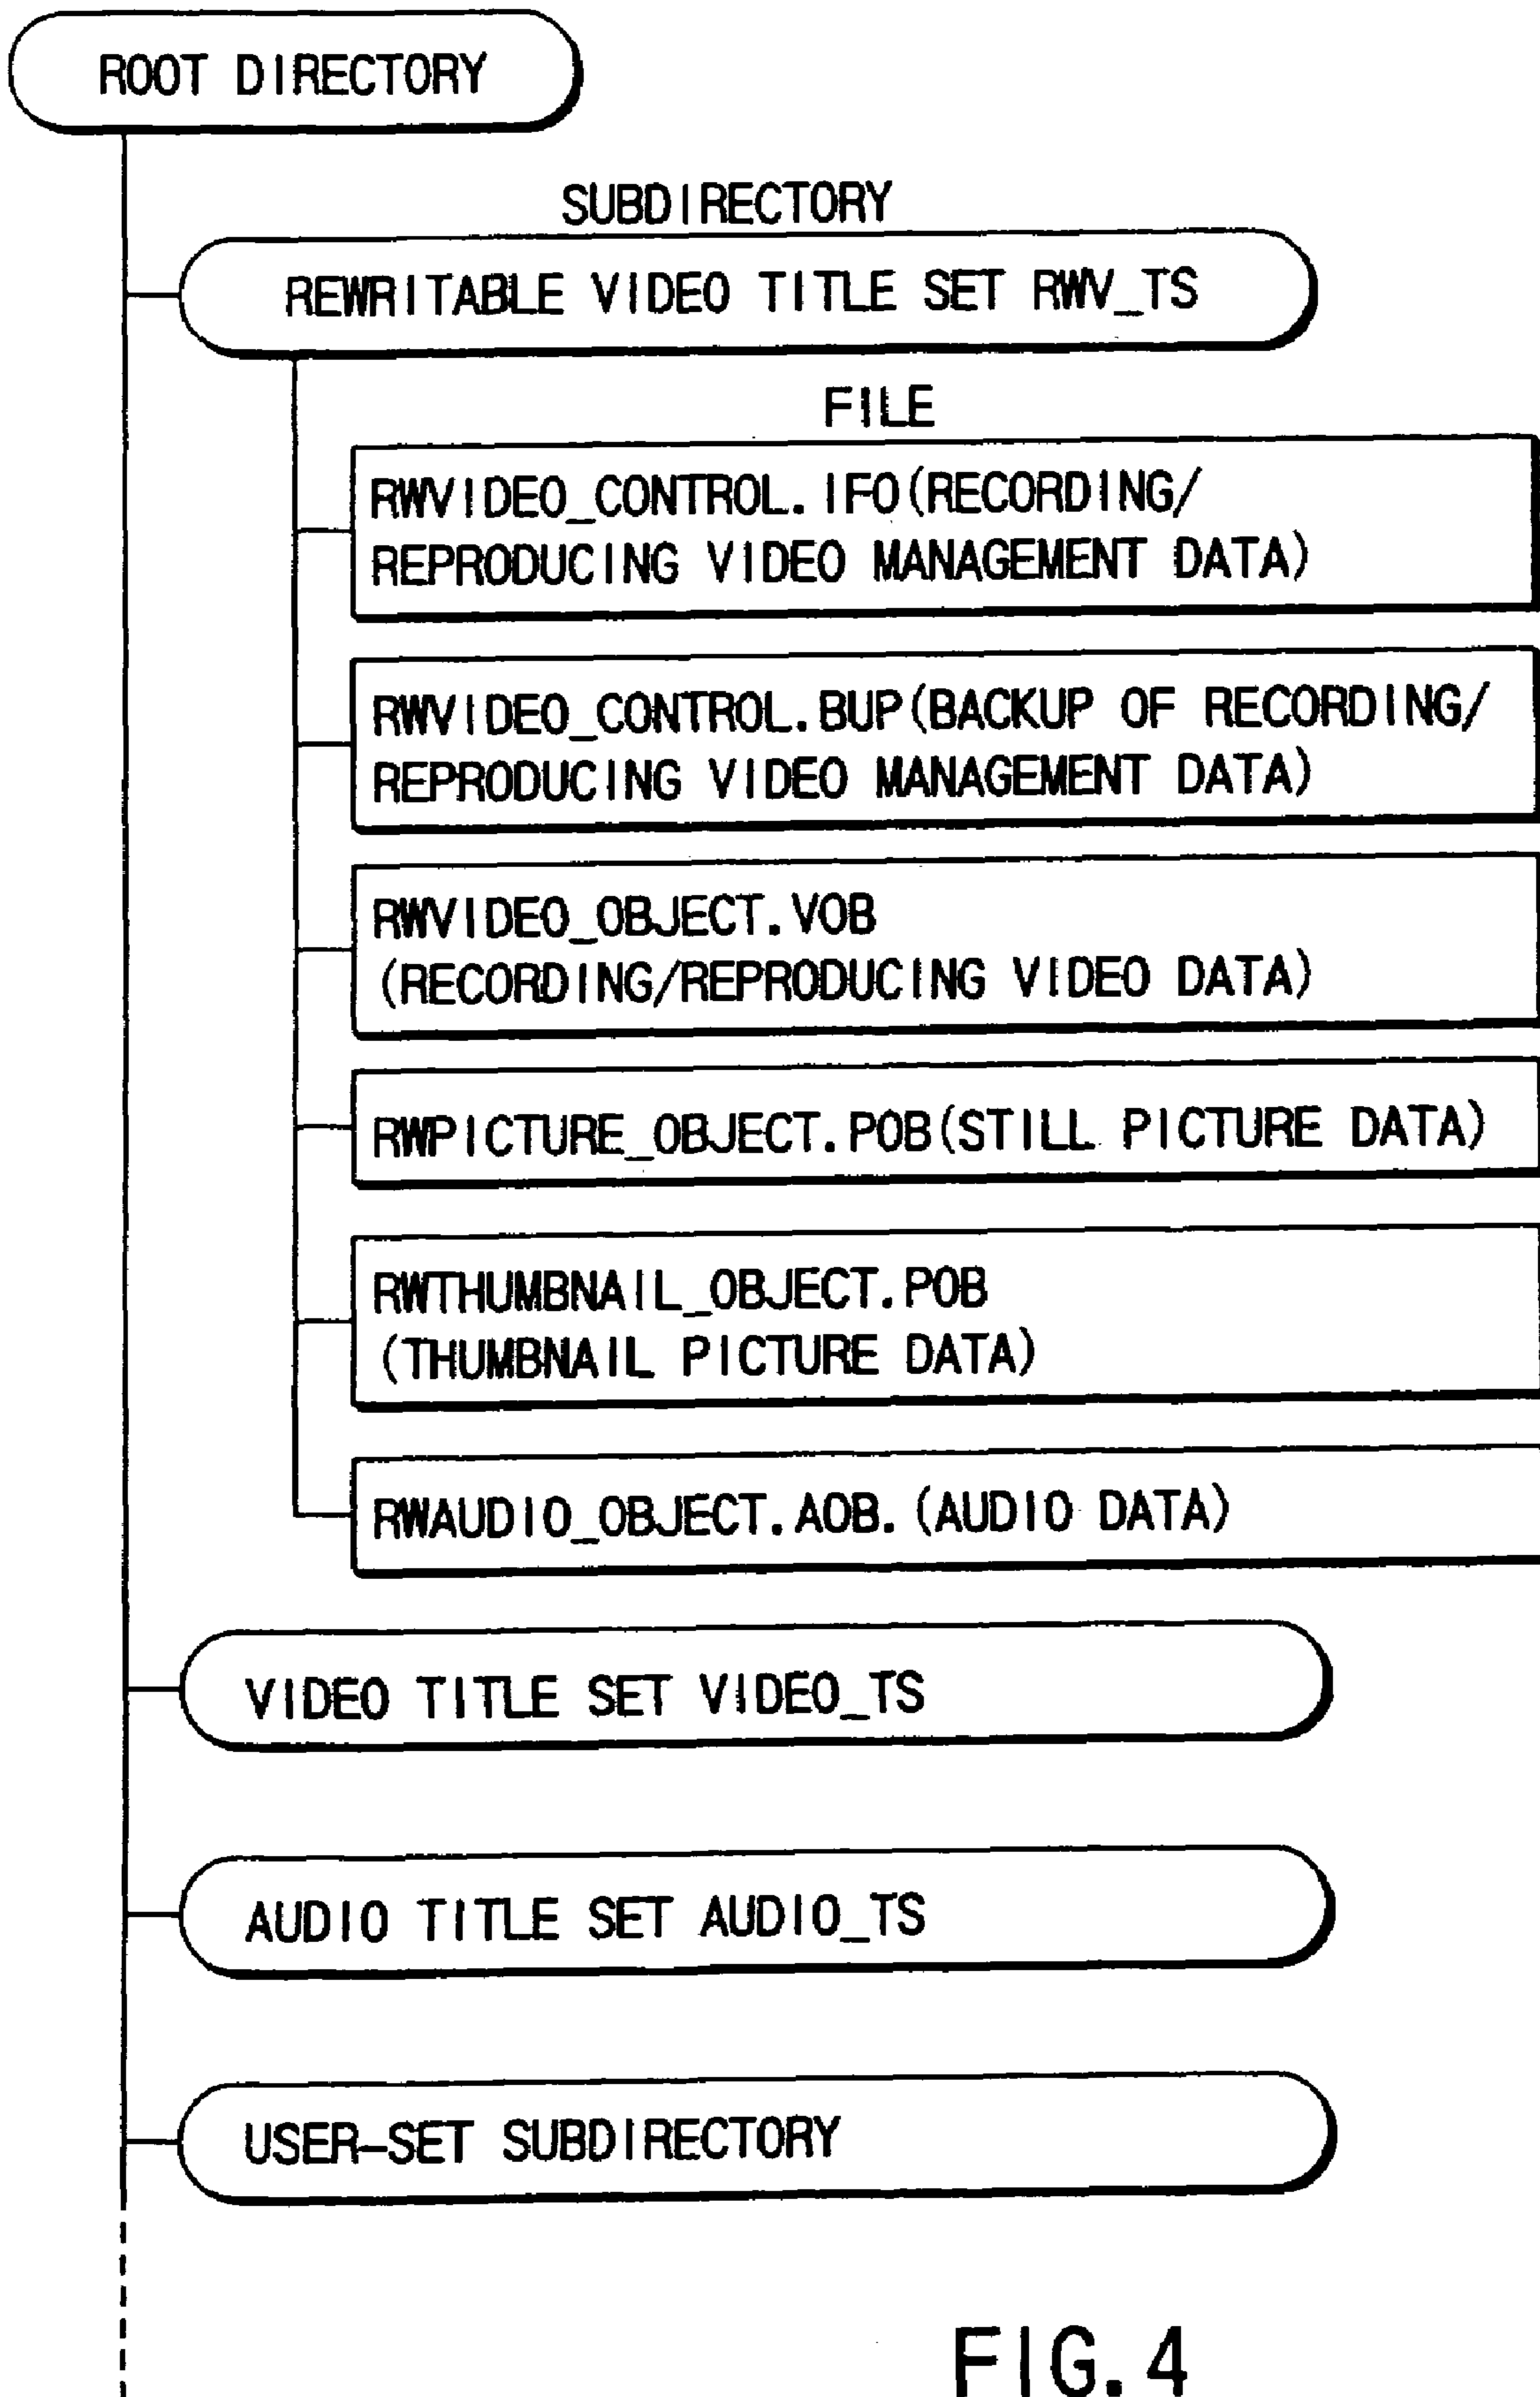 ROOT DIRECTORY
SUBDIRECTORY
REWRITABLE VIDEO TITLE SET RWV_TS
FILE
RWVIDEO_CONTROL.IFO(RECORDING/
REPRODUCING VIDEO MANAGEMENT DATA)
RWVIDEO_CONTROL.BUP(BACKUP OF RECORDING/
REPRODUCING VIDEO MANAGEMENT DATA)
RWVIDEO_OBJECT.VOB
(RECORDING/REPRODUCING VIDEO DATA)
RWPICTURE_OBJECT.POB(STILL PICTURE DATA)
RWTHUMBNAIL_OBJECT.POB
(THUMBNAIL PICTURE DATA)
RWAUDIO_OBJECT.AOB.(AUDIO DATA)
VIDEO TITLE SET VIDEO_TS
AUDIO TITLE SET AUDIO_TS
USER-SET SUBDIRECTORY
FIG.4